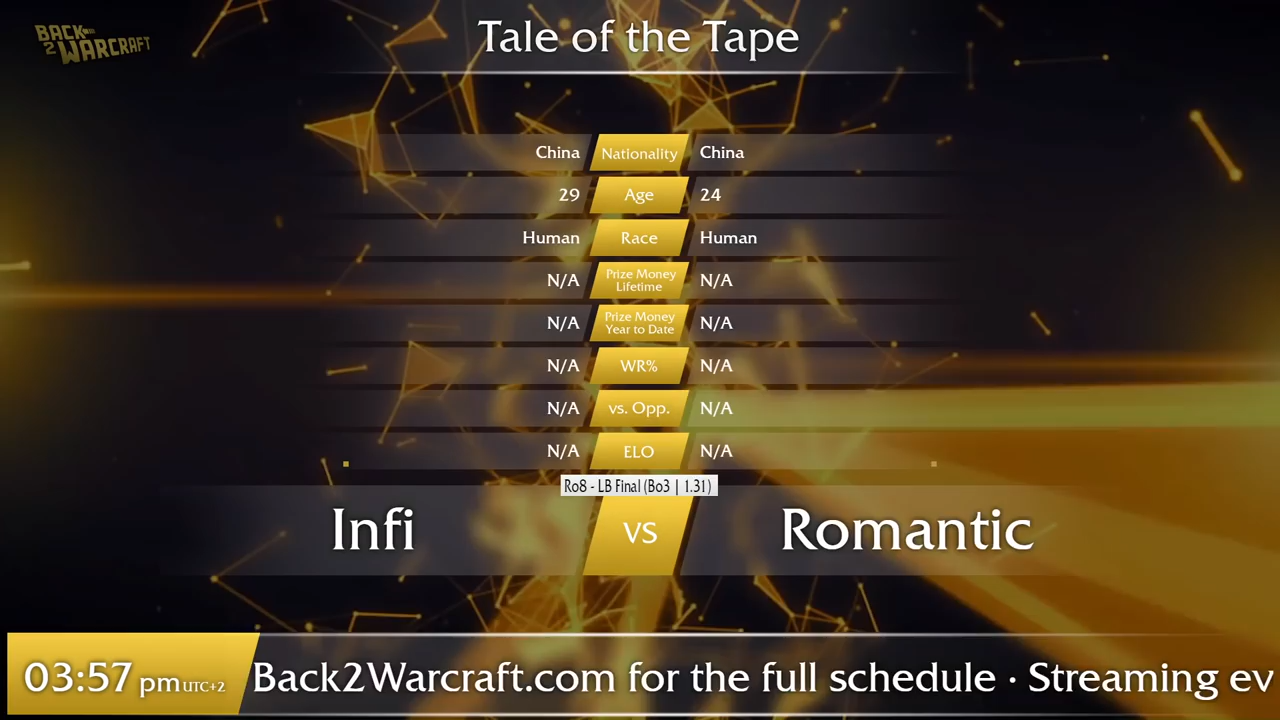 BACK
2 WARCRAFT
Tale of the Tape
China Nationality China
29 Age 24
Human Race Human
N/A Prize Money Lifetime N/A
N/A Prize Money Year to Date N/A
N/A WR% N/A
N/A vs. Opp. N/A
N/A ELO N/A
Ro8 - LB Final (Bo3 | 1.31)
Infi VS Romantic
03:57 pm UTC+2 Back2Warcraft.com for the full schedule · Streaming ev